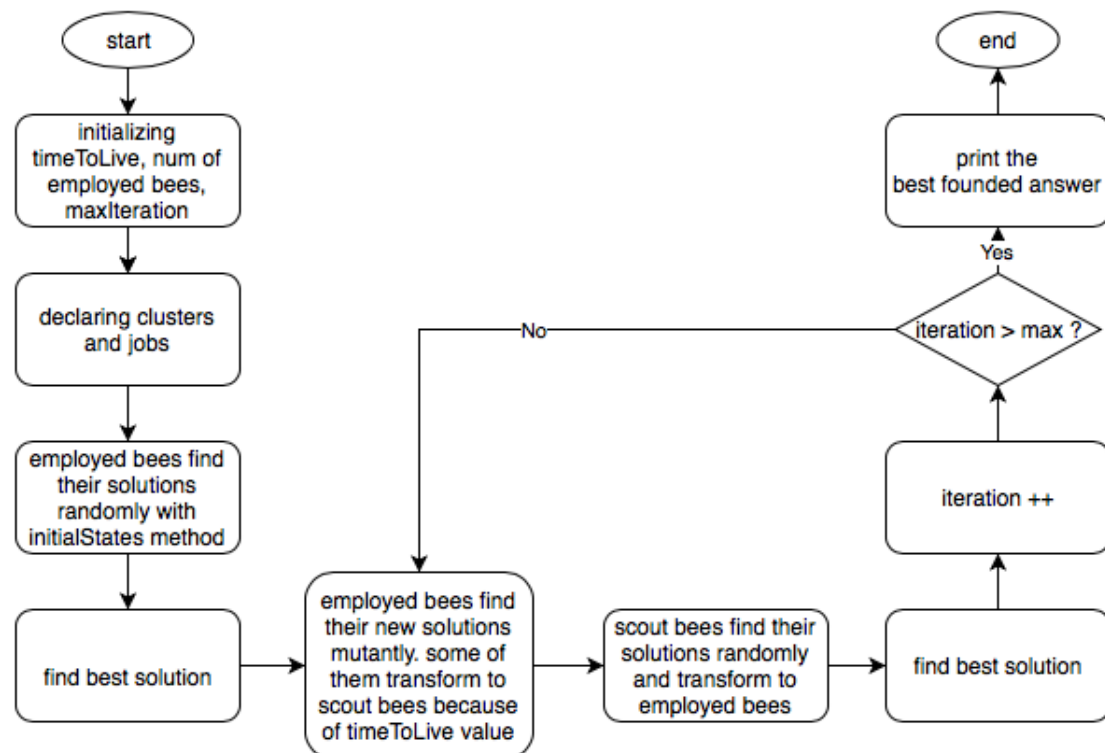 start
initializing
timeToLive, num of
employed bees,
maxIteration
declaring clusters
and jobs
employed bees find
their solutions
randomly with
initialStates method
find best solution
employed bees find
their new solutions
mutantly. some of
them transform to
scout bees because
of timeToLive value
scout bees find their
solutions randomly
and transform to
employed bees
find best solution
iteration ++
iteration > max ?
No
Yes
print the
best founded answer
end